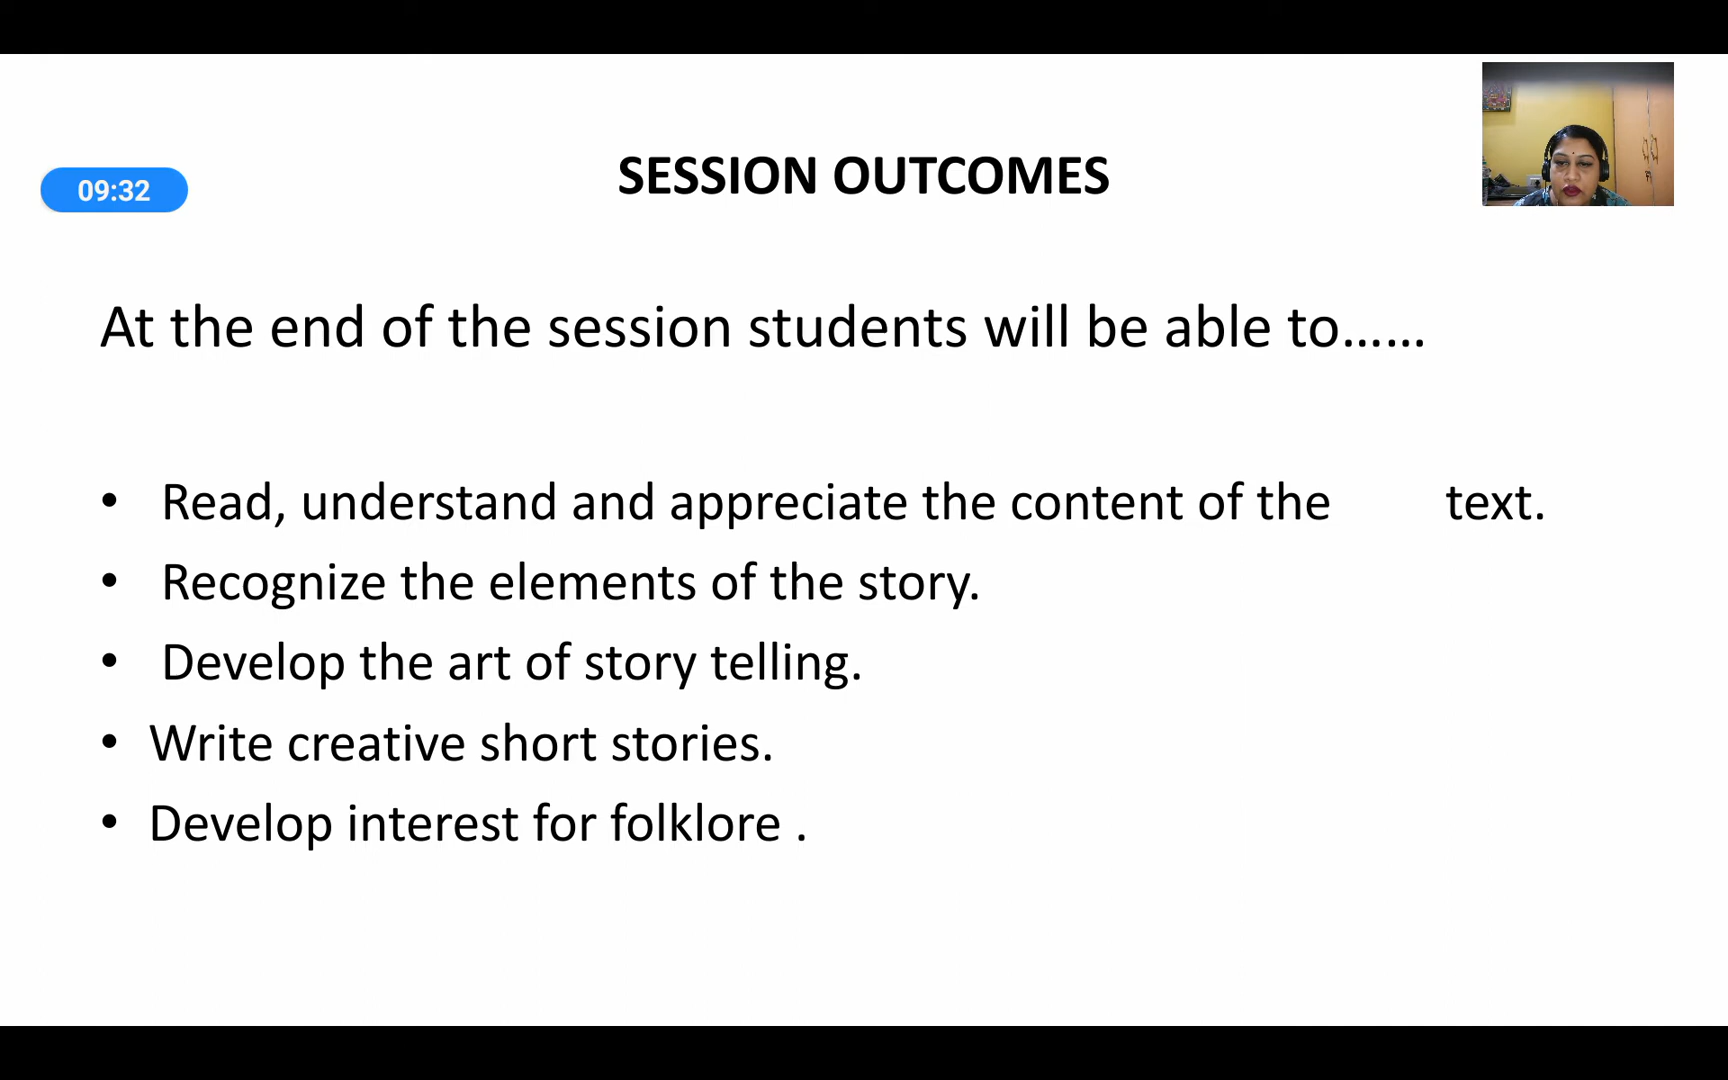 SESSION OUTCOMES
09:32
At the end of the session students will be able to……
• Read, understand and appreciate the content of the text.
• Recognize the elements of the story.
• Develop the art of story telling.
• Write creative short stories.
• Develop interest for folklore .